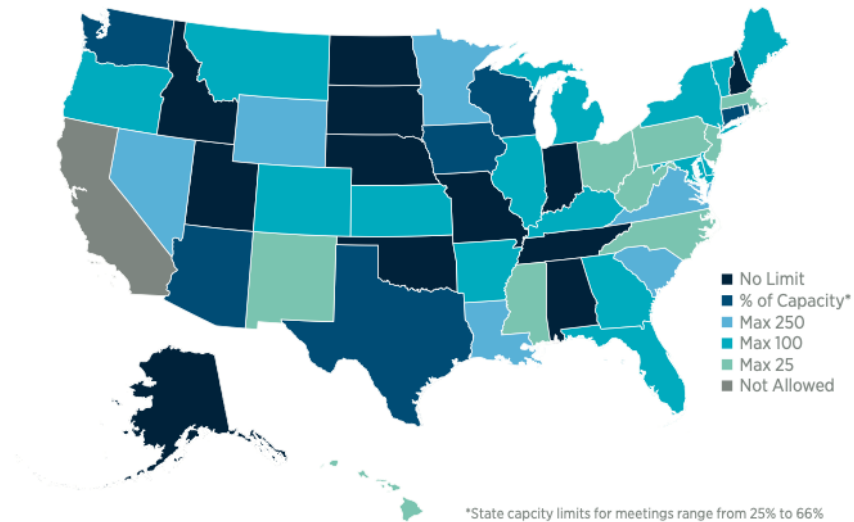 No Limit
% of Capacity*
Max 250
Max 100
Max 25
Not Allowed
*State capcity limits for meetings range from 25% to 66%